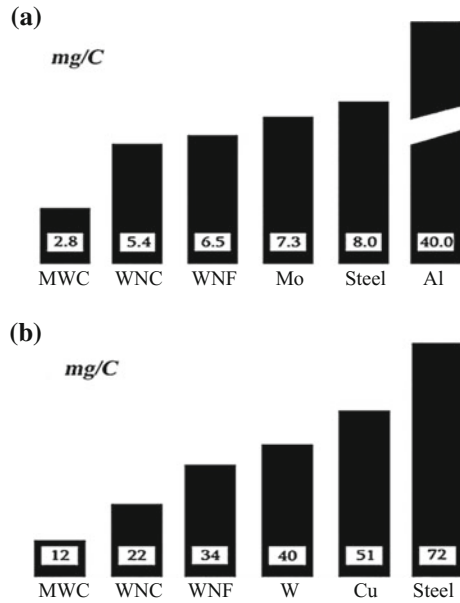 (a)
mg/C
2.8 5.4 6.5 7.3 8.0 40.0
MWC WNC WNF Mo Steel Al
(b)
mg/C
12 22 34 40 51 72
MWC WNC WNF W Cu Steel